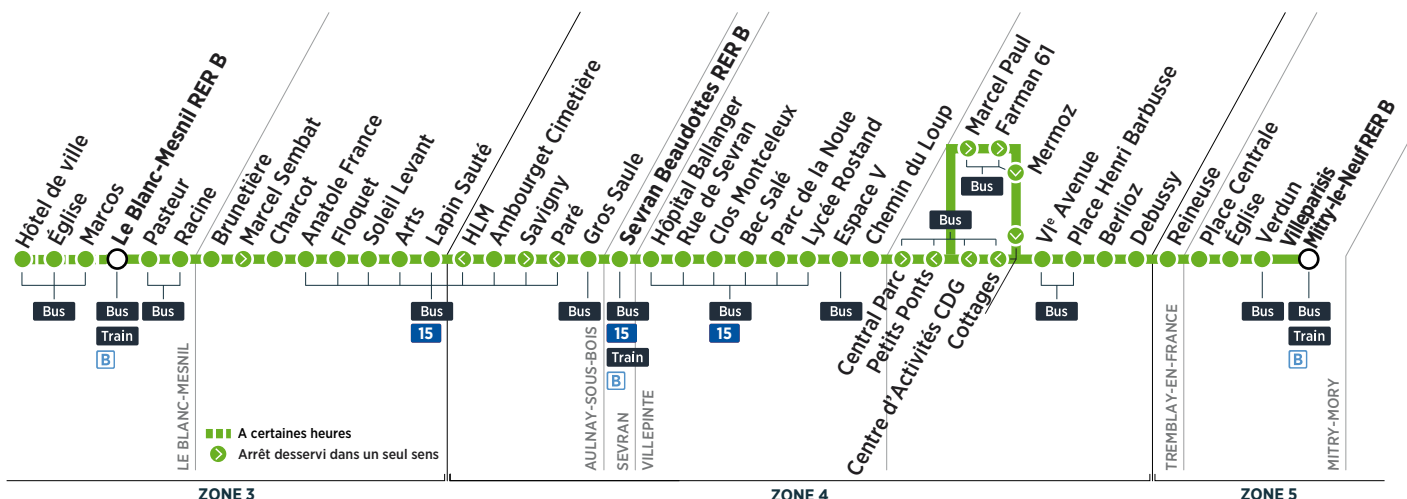 Hôtel de ville
Église
Marcos
Le Blanc-Mesnil RER B
Pasteur
Racine
Brunetière
Marcel Sembat
Charcot
Anatole France
Floquet
Soleil Levant
Arts
Lapin Sauté
HLM
Ambourget Cimetière
Savigny
Paré
Gros Saule
Sevran Beaudottes RER B
Hôpital Ballanger
Rue de Sevran
Clos Montceleux
Bec Salé
Parc de la Noue
Lycée Rostand
Espace V
Chemin du Loup
Central Parc
Petits Ponts
Centre d'Activités CDG
Cottages
Marcel Paul
Farman 61
Mermoz
VIe Avenue
Place Henri Barbusse
Berlioz
Debussy
Reineuse
Place Centrale
Église
Verdun
Villeparisis
Mitry-le-Neuf RER B
Bus
Bus
Bus
Bus
Train
B
Bus
Bus
15
Bus
Bus
15
Train
B
Bus
15
Bus
Bus
Bus
Bus
Train
B
LE BLANC-MESNIL
AULNAY-SOUS-BOIS
SEVRAN
VILLEPINTE
TREMBLAY-EN-FRANCE
MITRY-MORY
A certaines heures
Arrêt desservi dans un seul sens
ZONE 3
ZONE 4
ZONE 5